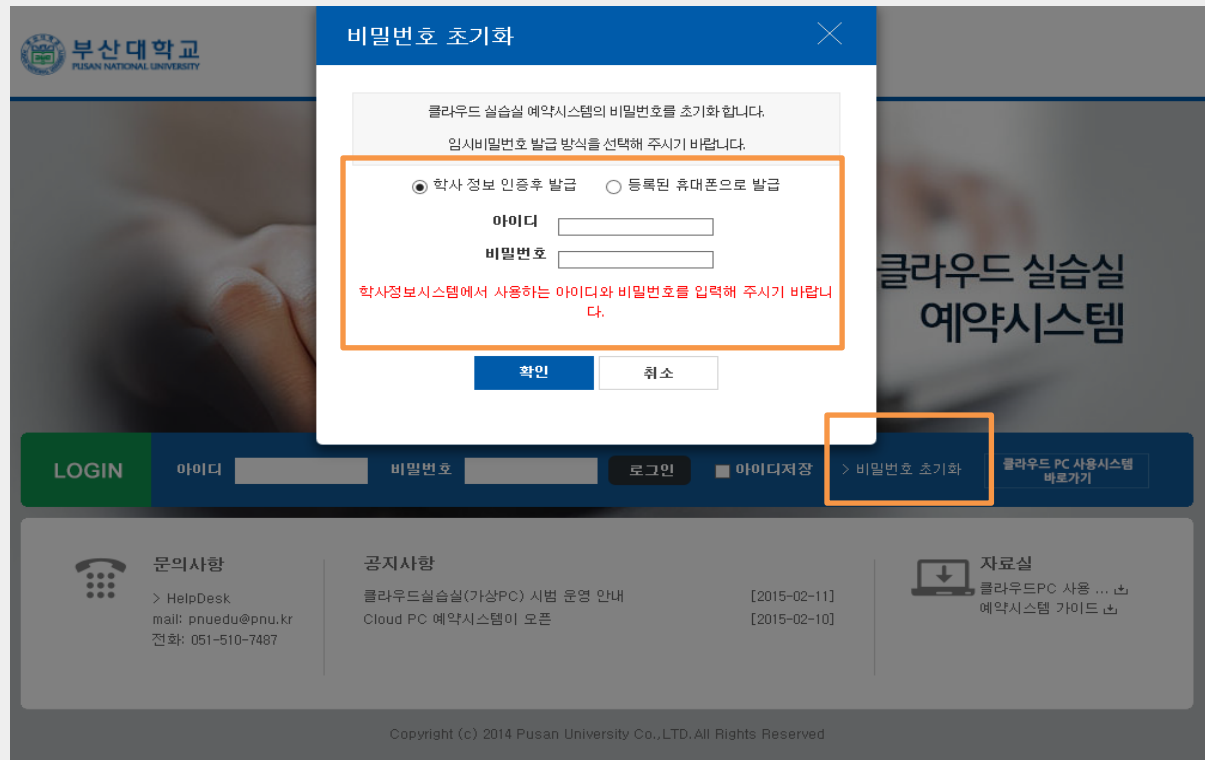 부산대학교
PUSAN NATIONAL UNIVERSITY
비밀번호 초기화
클라우드 실습실 예약시스템의 비밀번호를 초기화 합니다.
임시비밀번호 발급 방식을 선택해 주시기 바랍니다.
학사 정보 인증후 발급 등록된 휴대폰으로 발급
아이디
비밀번호
학사정보시스템에서 사용하는 아이디와 비밀번호를 입력해 주시기 바랍니
다.
확인 취소
클라우드 실습실
예약시스템
LOGIN 아이디 비밀번호 로그인 아이디저장 > 비밀번호 초기화
클라우드 PC 사용시스템
바로가기
문의사항
> HelpDesk
mail: pnuedu@pnu.kr
전화: 051-510-7487
공지사항
클라우드실습실(가상PC) 시범 운영 안내 [2015-02-11]
Cloud PC 예약시스템이 오픈 [2015-02-10]
자료실
클라우드PC 사용 ...
예약시스템 가이드
Copyright (c) 2014 Pusan University Co.,LTD.All Rights Reserved